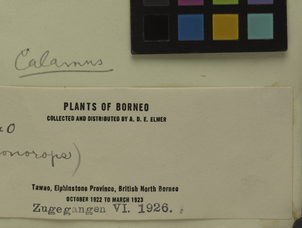 Calamus
PLANTS OF BORNEO
COLLECTED AND DISTRIBUTED BY A. D. E. ELMER
onorops)
Tawao, Elphinstone Province, British North Borneo
OCTOBER 1922 TO MARCH 1923
Zugegangen VI. 1926.